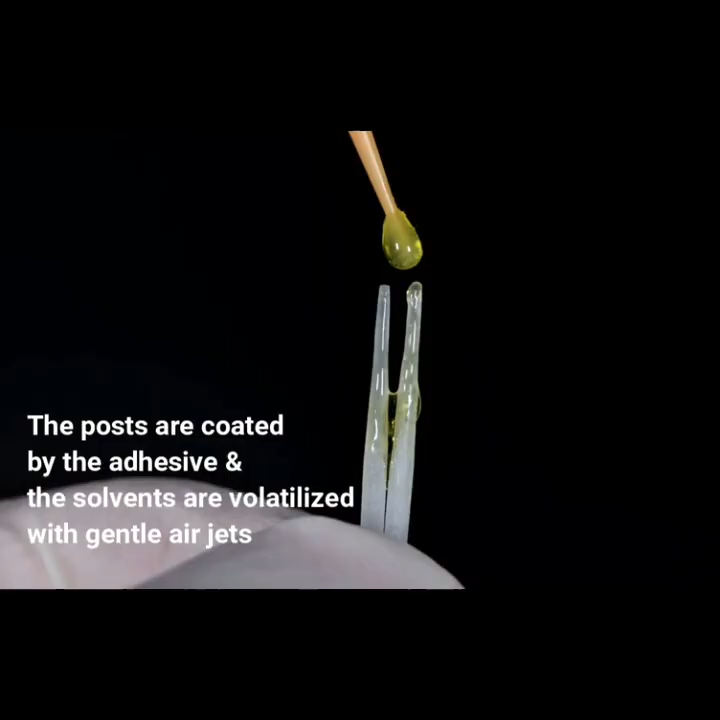 The posts are coated
by the adhesive &
the solvents are volatilized
with gentle air jets